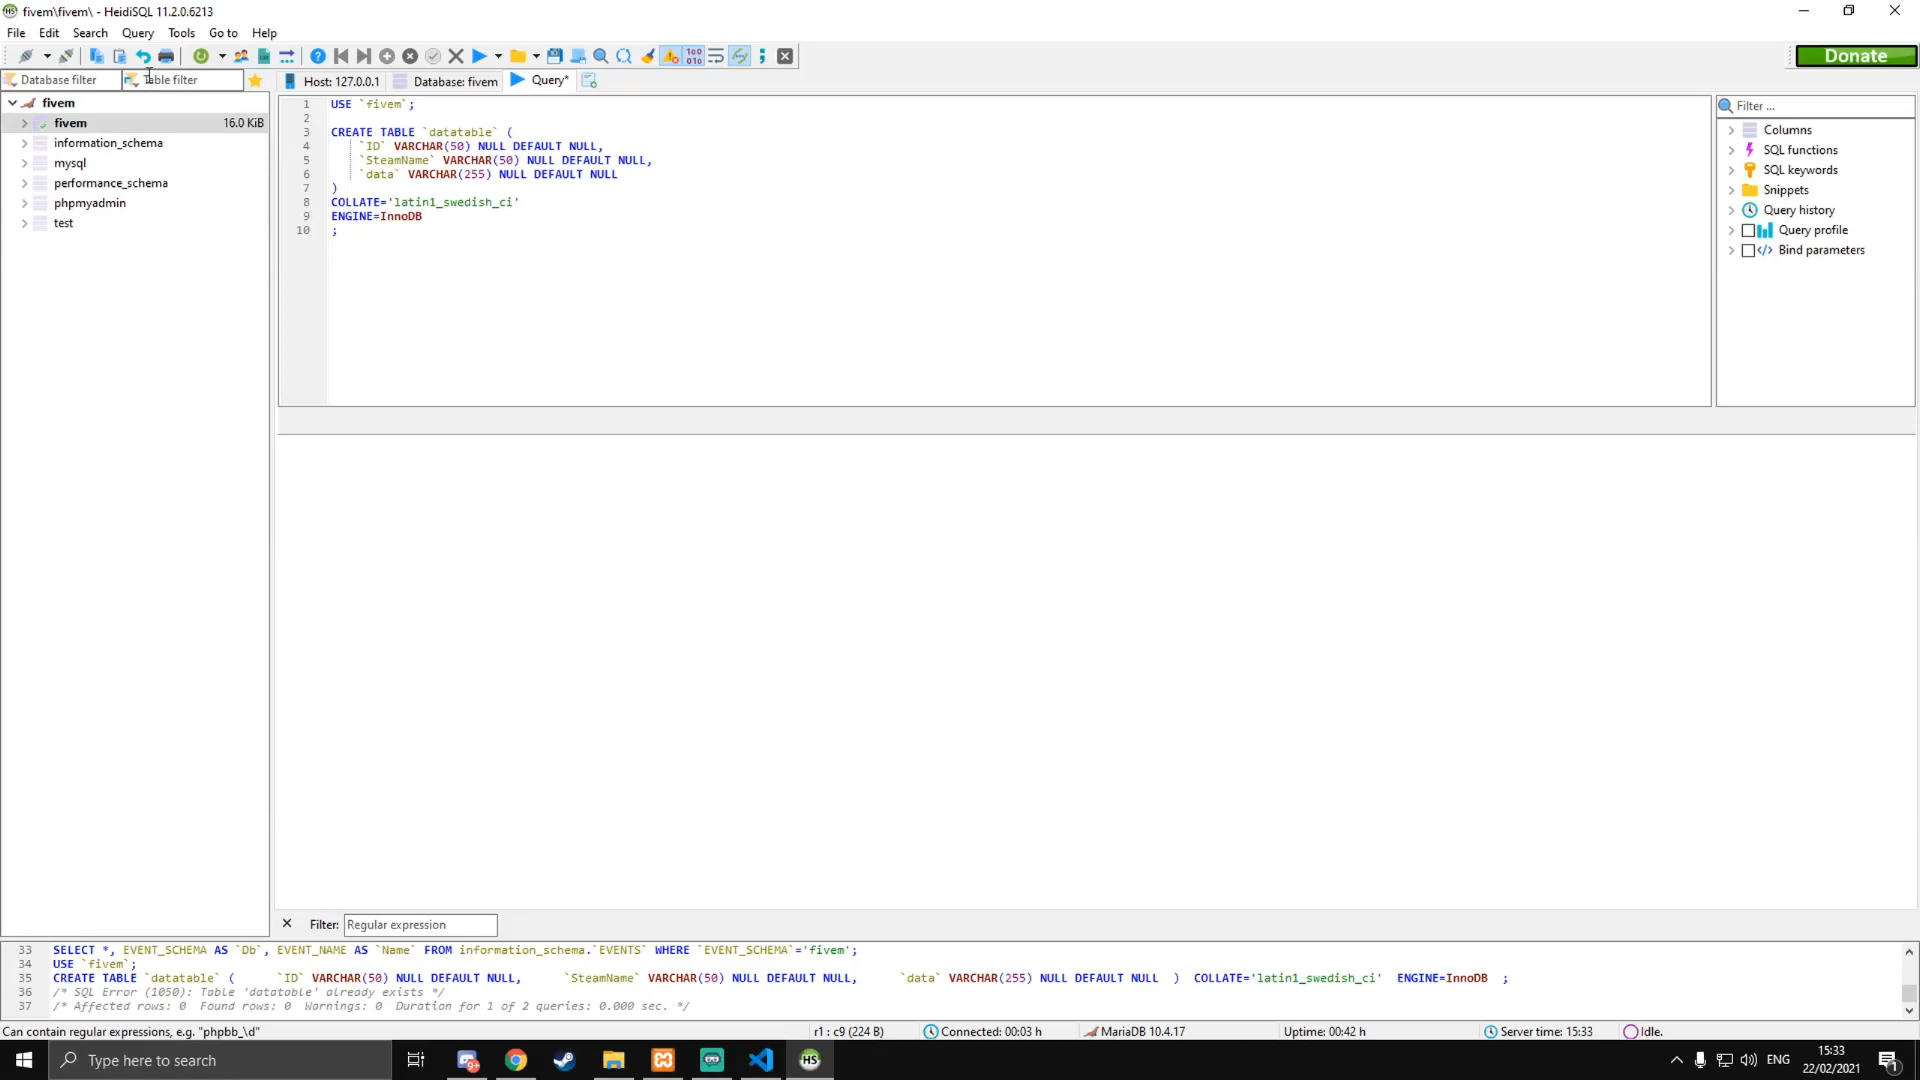 fivem\fivem\ - HeidiSQL 11.2.0.6213
File Edit Search Query Tools Go to Help
Donate
Database filter
Table filter
Host: 127.0.0.1
Database: fivem
Query*
fivem
fivem 16.0 KiB
information_schema
mysql
performance_schema
phpmyadmin
test
1 USE `fivem`;
2
3 CREATE TABLE `datatable` (
4 `ID` VARCHAR(50) NULL DEFAULT NULL,
5 `SteamName` VARCHAR(50) NULL DEFAULT NULL,
6 `data` VARCHAR(255) NULL DEFAULT NULL
7 )
8 COLLATE='latin1_swedish_ci'
9 ENGINE=InnoDB
10 ;
Filter ...
Columns
SQL functions
SQL keywords
Snippets
Query history
Query profile
Bind parameters
Filter: Regular expression
33 SELECT *, EVENT_SCHEMA AS `Db`, EVENT_NAME AS `Name` FROM information_schema.`EVENTS` WHERE `EVENT_SCHEMA`='fivem';
34 USE `fivem`;
35 CREATE TABLE `datatable` ( `ID` VARCHAR(50) NULL DEFAULT NULL, `SteamName` VARCHAR(50) NULL DEFAULT NULL, `data` VARCHAR(255) NULL DEFAULT NULL ) COLLATE='latin1_swedish_ci' ENGINE=InnoDB ;
36 /* SQL Error (1050): Table 'datatable' already exists */
37 /* Affected rows: 0 Found rows: 0 Warnings: 0 Duration for 1 of 2 queries: 0.000 sec. */
Can contain regular expressions, e.g. "phpbb_\d"
r1 : c9 (224 B)
Connected: 00:03 h
MariaDB 10.4.17
Uptime: 00:42 h
Server time: 15:33
Idle.
Type here to search
ENG
15:33
22/02/2021